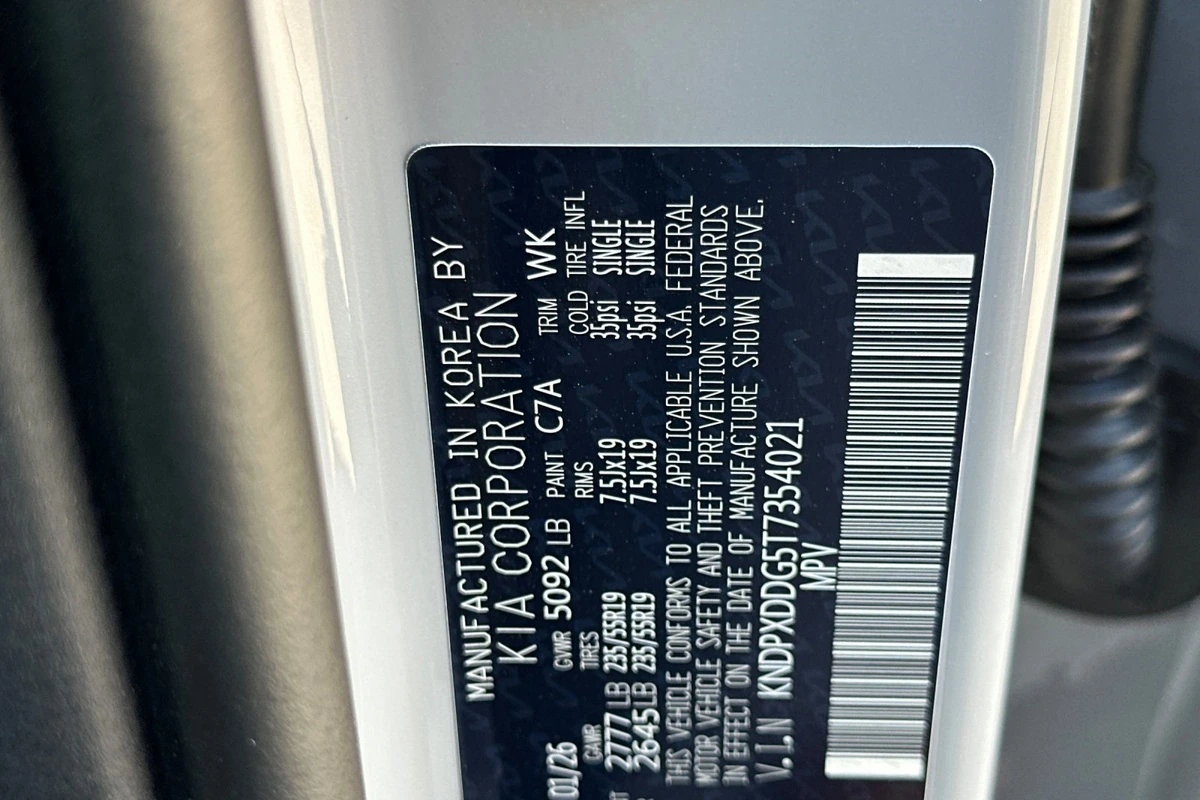 MANUFACTURED IN KOREA BY
KIA CORPORATION
01/26 GVWR 5092 LB PAINT C7A TRIM WK
GAWR TIRES RIMS COLD TIRE INFL
2777 LB 235/55R19 7.5Jx19 35psi SINGLE
2645 LB 235/55R19 7.5Jx19 35psi SINGLE
THIS VEHICLE CONFORMS TO ALL APPLICABLE U.S.A. FEDERAL
MOTOR VEHICLE SAFETY AND THEFT PREVENTION STANDARDS
IN EFFECT ON THE DATE OF MANUFACTURE SHOWN ABOVE.
V.I.N KNDPXDDG5T7354021
MPV